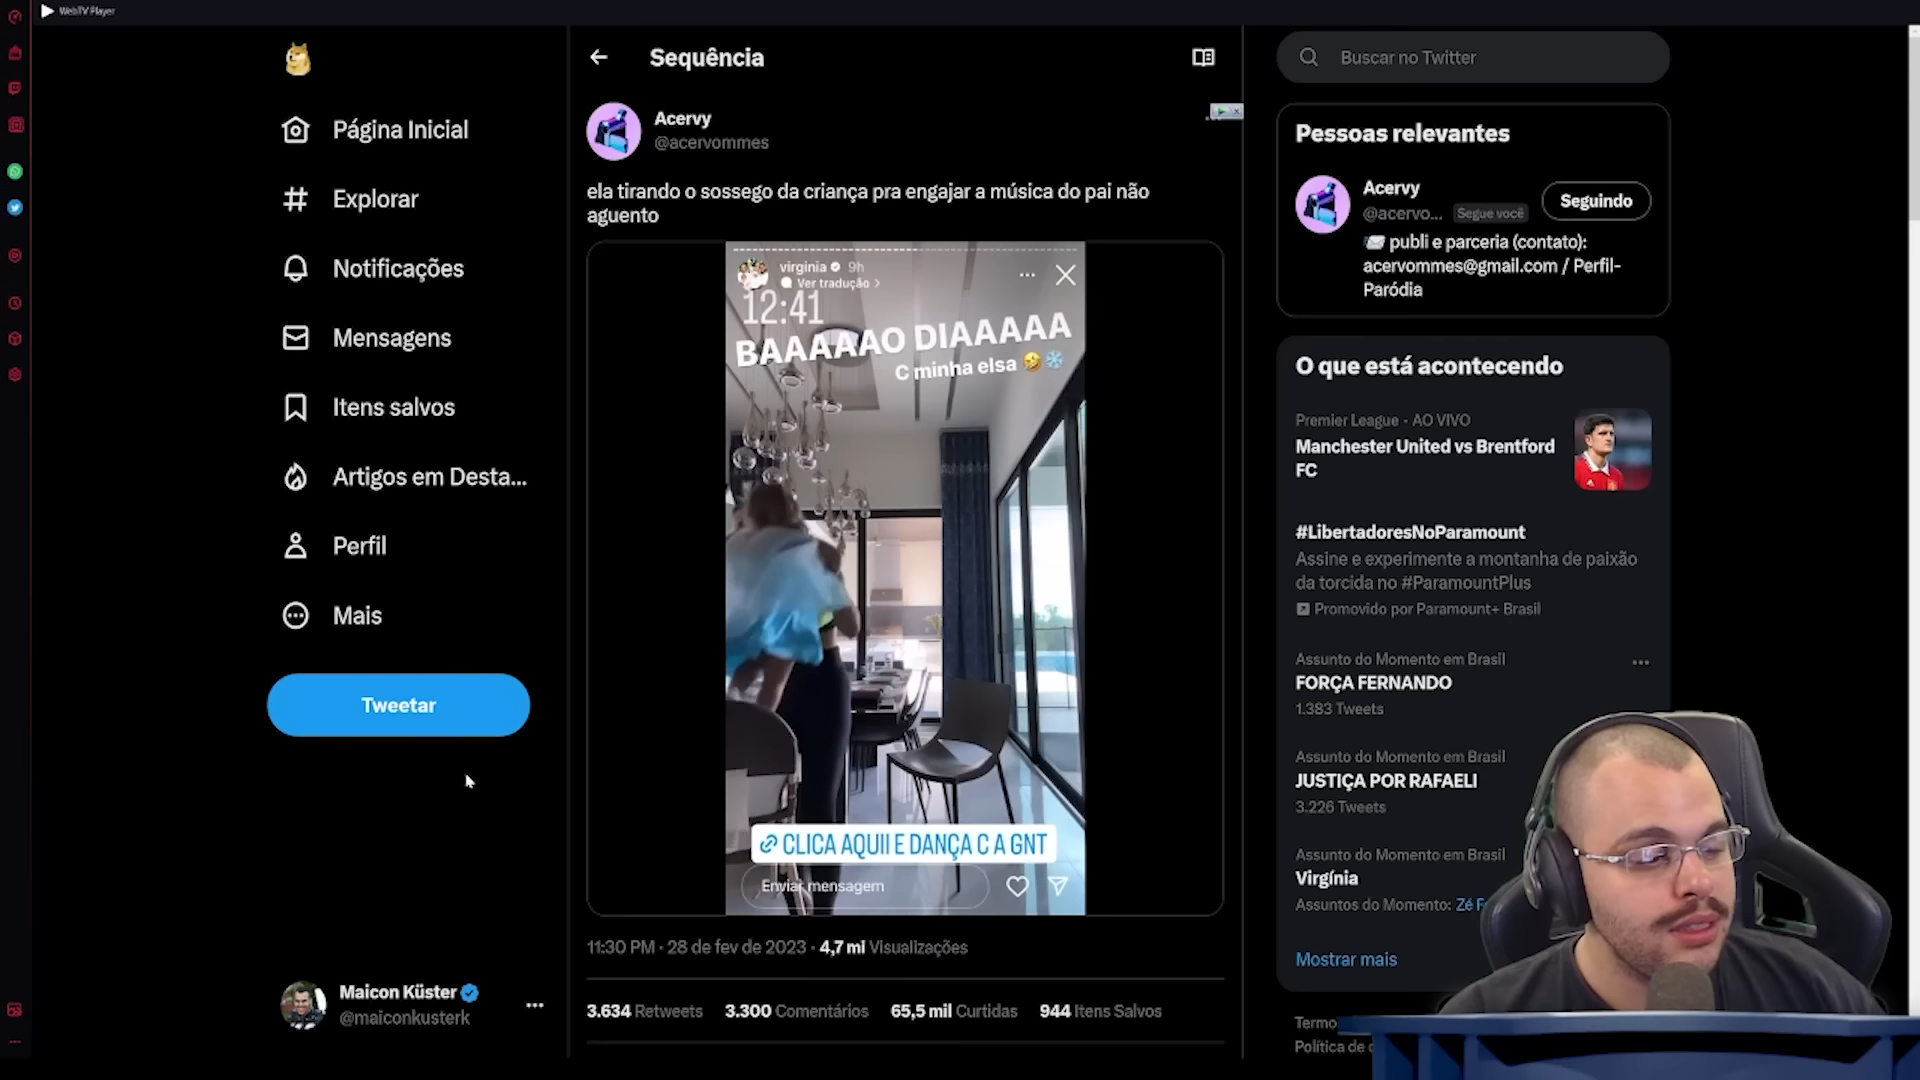 WebTV Player
Página Inicial
Explorar
Notificações
Mensagens
Itens salvos
Artigos em Desta...
Perfil
Mais
Tweetar
Maicon Küster
@maiconkusterk
Sequência
Acervy
@acervommes
ela tirando o sossego da criança pra engajar a música do pai não
aguento
virginia 9h
Ver tradução
12:41
BAAAAAO DIAAAAA
C minha elsa
CLICA AQUII E DANÇA C A GNT
Enviar mensagem
11:30 PM · 28 de fev de 2023 · 4,7 mi Visualizações
3.634 Retweets 3.300 Comentários 65,5 mil Curtidas 944 Itens Salvos
Buscar no Twitter
Pessoas relevantes
Acervy
@acervo... Segue você
Seguindo
publi e parceria (contato):
acervommes@gmail.com / Perfil-
Paródia
O que está acontecendo
Premier League · AO VIVO
Manchester United vs Brentford
FC
#LibertadoresNoParamount
Assine e experimente a montanha de paixão
da torcida no #ParamountPlus
Promovido por Paramount+ Brasil
Assunto do Momento em Brasil
FORÇA FERNANDO
1.383 Tweets
Assunto do Momento em Brasil
JUSTIÇA POR RAFAELI
3.226 Tweets
Assunto do Momento em Brasil
Virgínia
Assuntos do Momento: Zé F
Mostrar mais
Termo
Política de